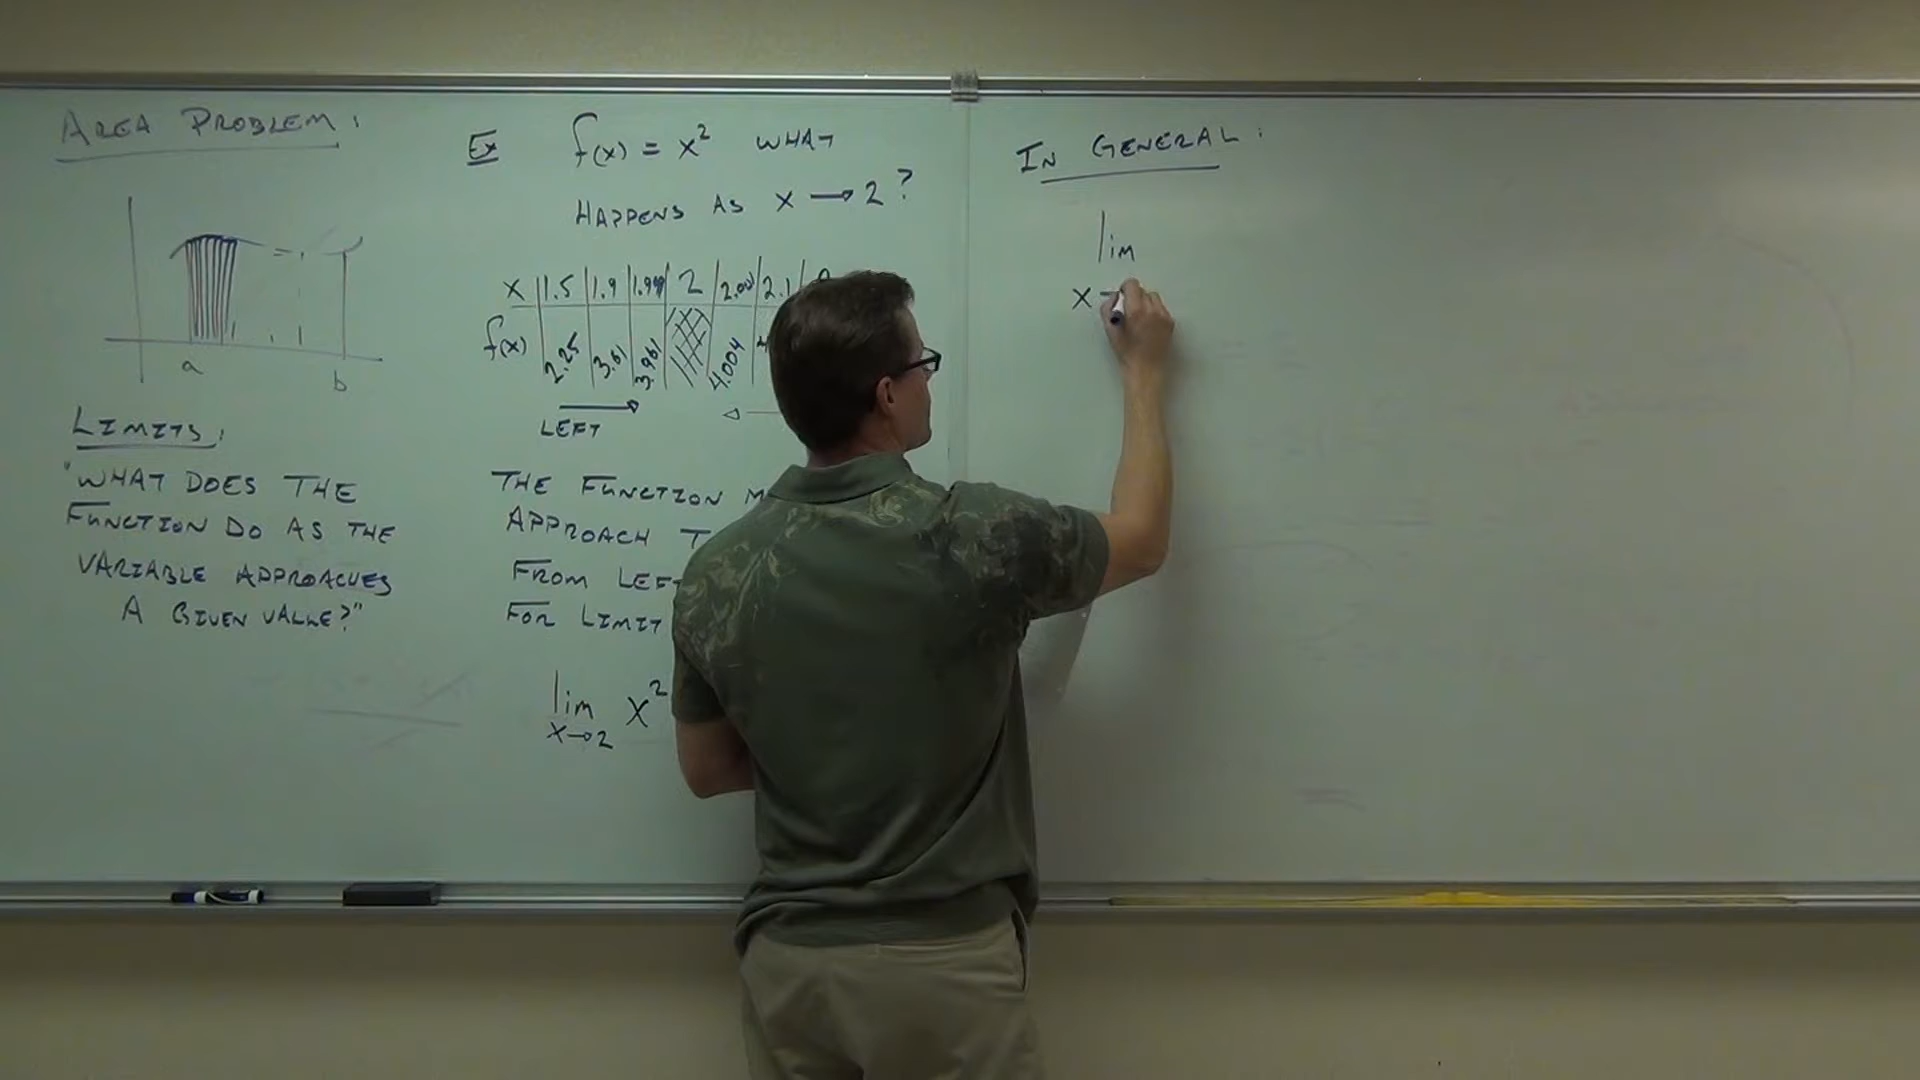 AREA PROBLEM:
a
b
LIMITS:
"WHAT DOES THE
FUNCTION DO AS THE
VARIABLE APPROACHES
A GIVEN VALUE?"
Ex f(x) = x² WHAT
HAPPENS AS x → 2?
x 1.5 1.9 1.99 2 2.001 2.1
f(x) 2.25 3.61 3.961 4.004
LEFT
THE FUNCTION
APPROACH
FROM LEFT
FOR LIMIT
lim x²
x→2
IN GENERAL:
lim
x